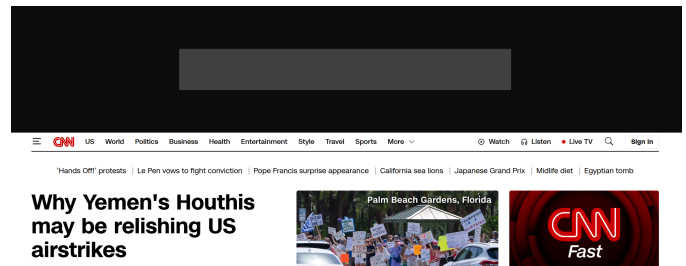 CNN US World Politics Business Health Entertainment Style Travel Sports More Watch Listen Live TV Sign in
'Hands Off!' protests | Le Pen vows to fight conviction | Pope Francis surprise appearance | California sea lions | Japanese Grand Prix | Midlife diet | Egyptian tomb
Why Yemen's Houthis
may be relishing US
airstrikes
Palm Beach Gardens, Florida
CNN
Fast